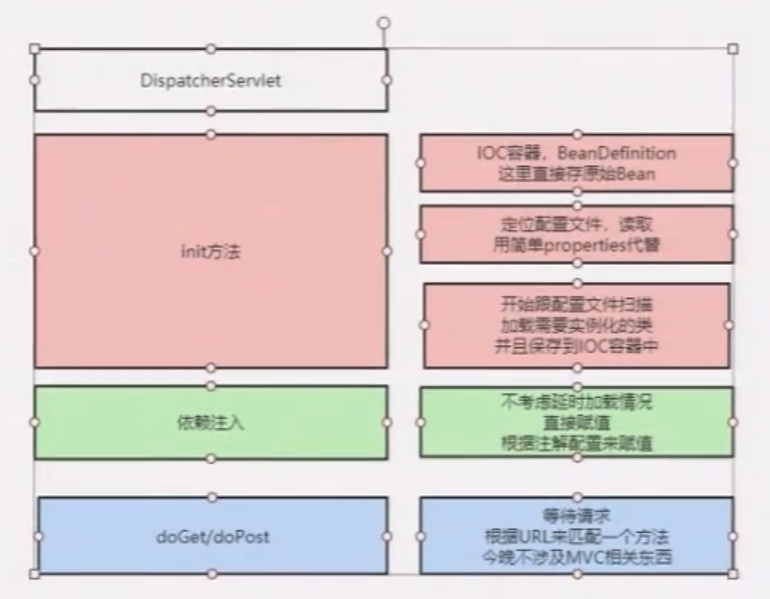 DispatcherServlet
init方法
IOC容器，BeanDefinition
这里直接存原始Bean
定位配置文件，读取
用简单properties代替
开始跟配置文件扫描
加载需要实例化的类
并且保存到IOC容器中
依赖注入
不考虑延时加载情况
直接赋值
根据注解配置来赋值
doGet/doPost
等待请求
根据URL来匹配一个方法
今晚不涉及MVC相关东西